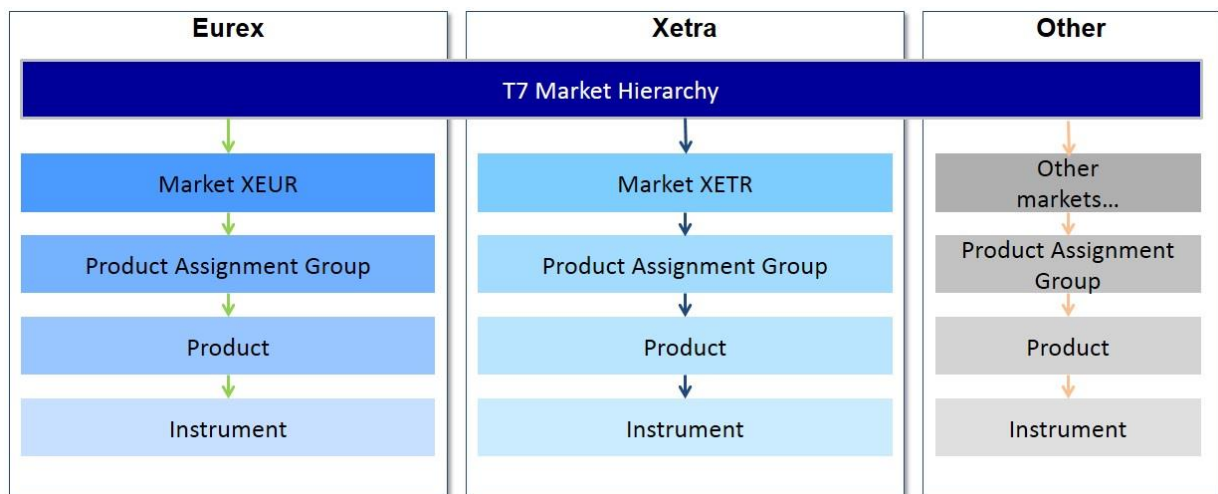 Eurex
Xetra
Other
T7 Market Hierarchy
Market XEUR
Market XETR
Other
markets...
Product Assignment Group
Product Assignment Group
Product Assignment
Group
Product
Product
Product
Instrument
Instrument
Instrument